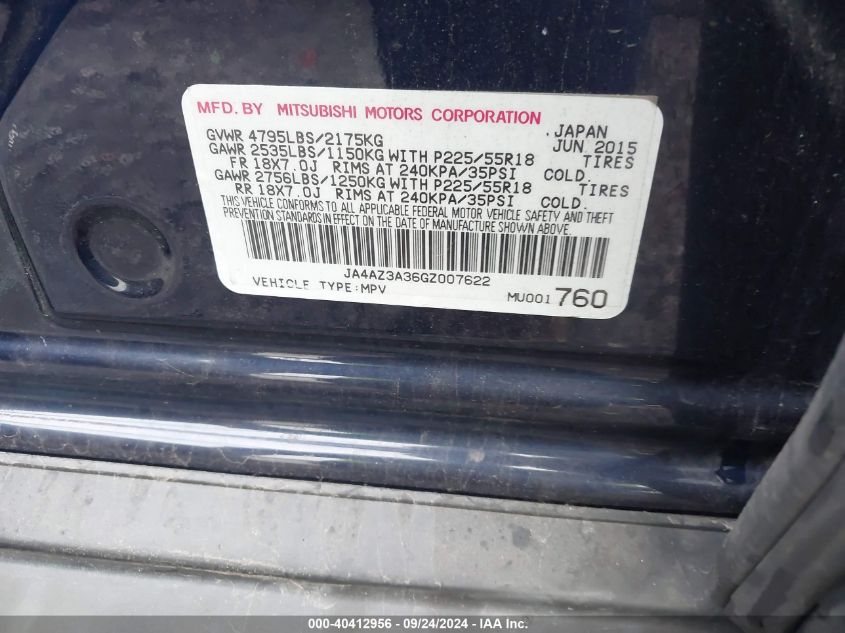 MFD. BY MITSUBISHI MOTORS CORPORATION, JAPAN
GVWR 4795LBS/2175KG JUN 2015
GAWR 2535LBS/1150KG WITH P225/55R18 TIRES
FR 18X7.0J RIMS AT 240KPA/35PSI COLD.
GAWR 2756LBS/1250KG WITH P225/55R18 TIRES
RR 18X7.0J RIMS AT 240KPA/35PSI COLD.
THIS VEHICLE CONFORMS TO ALL APPLICABLE FEDERAL MOTOR VEHICLE SAFETY AND THEFT
PREVENTION STANDARDS IN EFFECT ON THE DATE OF MANUFACTURE SHOWN ABOVE.
JA4AZ3A36GZ007622
VEHICLE TYPE:MPV MU001 760
000-40412956 - 09/24/2024 - IAA Inc.